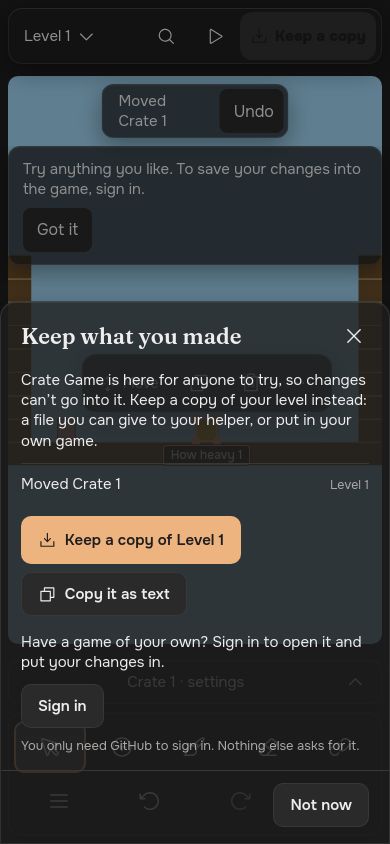 Level 1
Keep a copy
Moved
Crate 1
Undo
Try anything you like. To save your changes into
the game, sign in.
Got it
Keep what you made
Crate Game is here for anyone to try, so changes
can't go into it. Keep a copy of your level instead:
a file you can give to your helper, or put in your
own game.
How heavy 1
Moved Crate 1
Level 1
Keep a copy of Level 1
Copy it as text
Have a game of your own? Sign in to open it and
put your changes in.
Crate 1 · settings
Sign in
You only need GitHub to sign in. Nothing else asks for it.
Not now